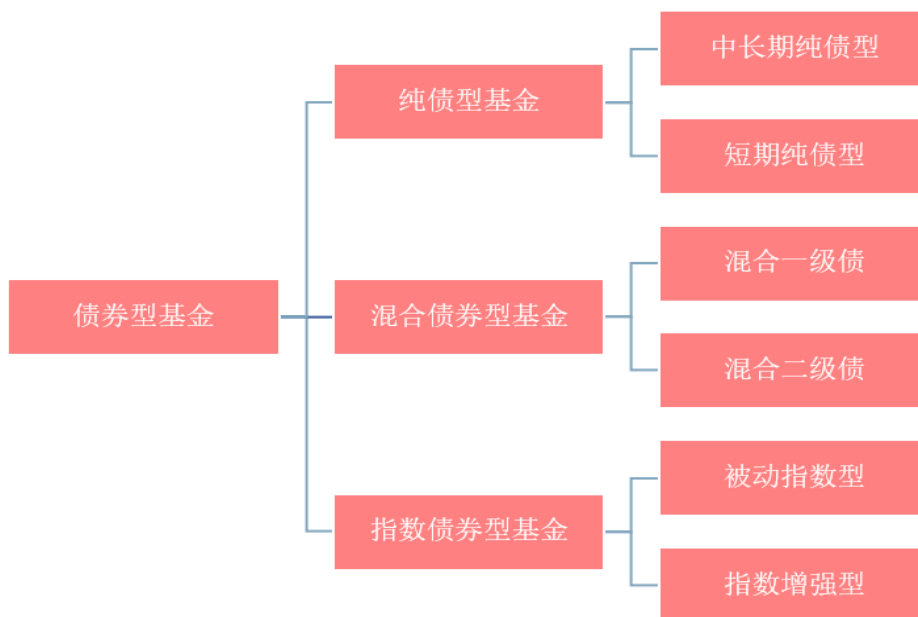 中长期纯债型
纯债型基金
短期纯债型
混合一级债
债券型基金
混合债券型基金
混合二级债
被动指数型
指数债券型基金
指数增强型